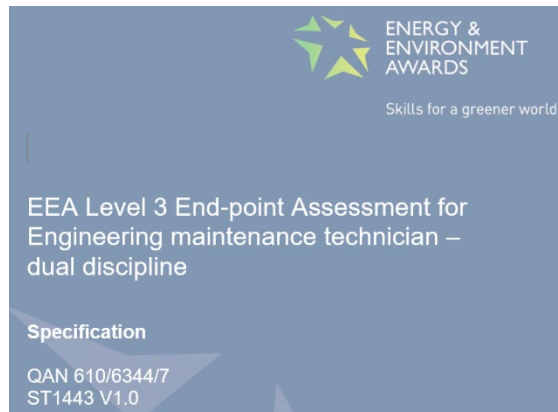 ENERGY &
ENVIRONMENT
AWARDS
Skills for a greener world
EEA Level 3 End-point Assessment for
Engineering maintenance technician –
dual discipline
Specification
QAN 610/6344/7
ST1443 V1.0